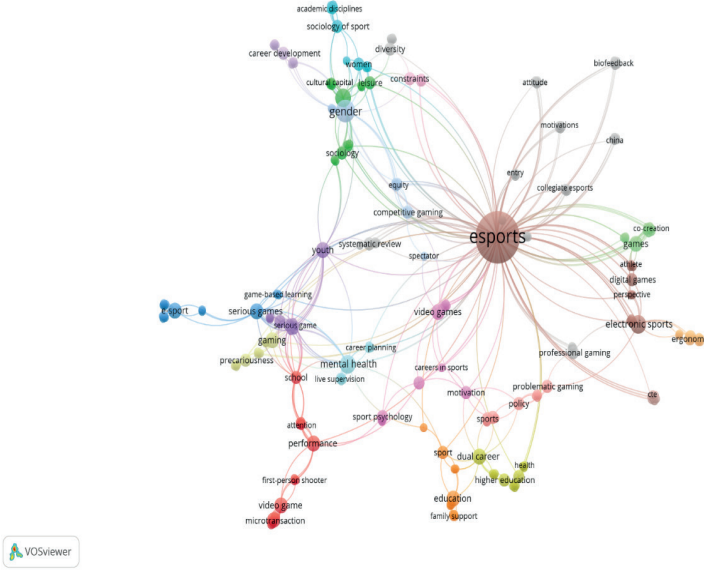 academic disciplines
sociology of sport
career development
diversity
women
biofeedback
cultural capital
leisure
constraints
attitude
gender
motivations
china
sociology
entry
equity
collegiate esports
competitive gaming
co-creation
esports
games
youth
systematic review
spectator
athlete
digital games
game-based learning
perspective
e sport
serious games
video games
serious game
electronic sports
gaming
ergonom
career planning
professional gaming
precariousness
mental health
careers in sports
school
live supervision
problematic gaming
motivation
cte
policy
sport psychology
sports
attention
performance
sport
dual career
health
first-person shooter
higher education
education
video game
family support
microtransaction
VOSviewer